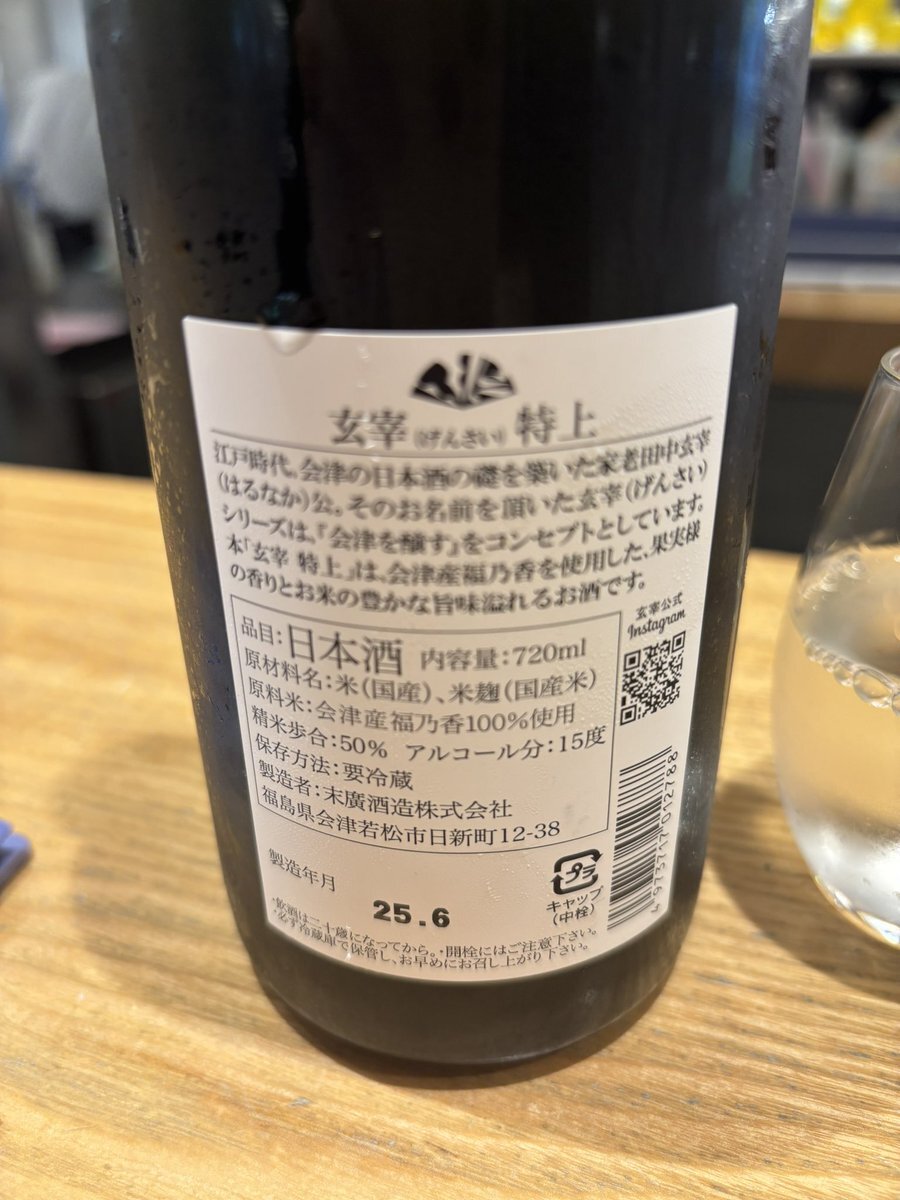 玄宰(げんさい)特上
江戸時代、会津の日本酒の礎を築いた家老田中玄宰
(はるなか)公。そのお名前を頂いた玄宰(げんさい)
シリーズは、「会津を醸す」をコンセプトとしています。
本「玄宰 特上」は、会津産福乃香を使用した、果実様
の香りとお米の豊かな旨味溢れるお酒です。
玄宰公式
Instagram
品目:日本酒 内容量:720ml
原材料名:米(国産)、米麹(国産米)
原料米:会津産福乃香100%使用
精米歩合:50% アルコール分:15度
保存方法:要冷蔵
製造者:末廣酒造株式会社
福島県会津若松市日新町12-38
4 973717 012788
製造年月
25.6
プラ
キャップ
(中栓)
・飲酒は二十歳になってから。・開栓にはご注意下さい。
・必ず冷蔵庫で保管し、お早めにお召し上がり下さい。